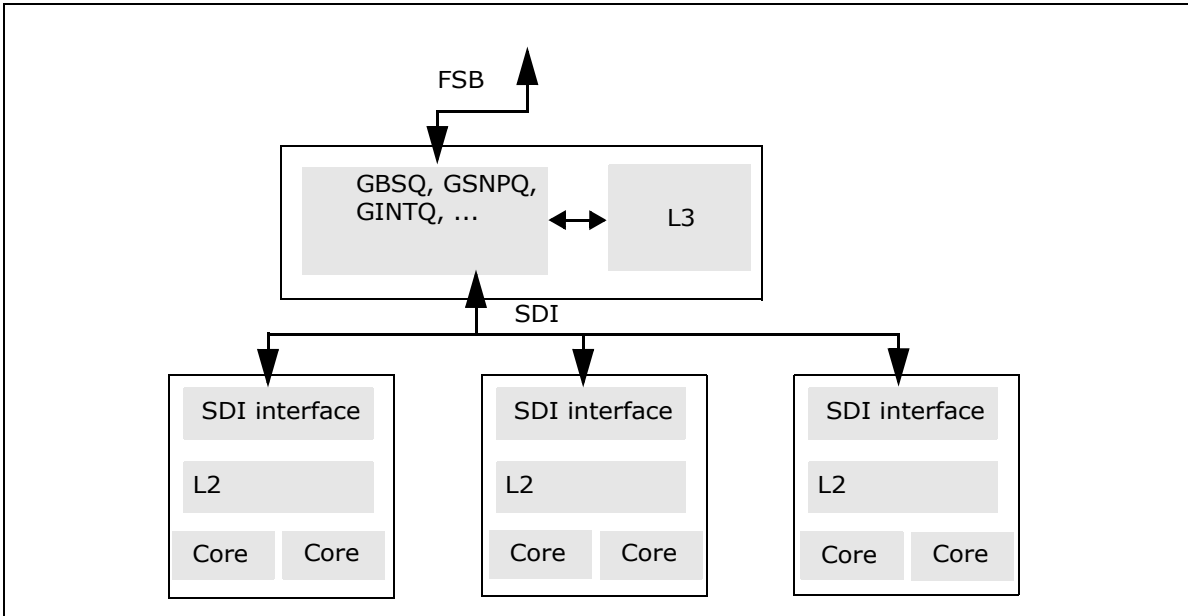 FSB
GBSQ, GSNPQ,
GINTQ, ...
L3
SDI
SDI interface
SDI interface
SDI interface
L2
L2
L2
Core
Core
Core
Core
Core
Core